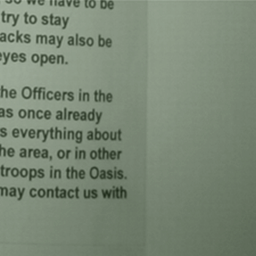 so we have to be
try to stay
acks may also be
eyes open.
he Officers in the
as once already
s everything about
he area, or in other
troops in the Oasis.
may contact us with